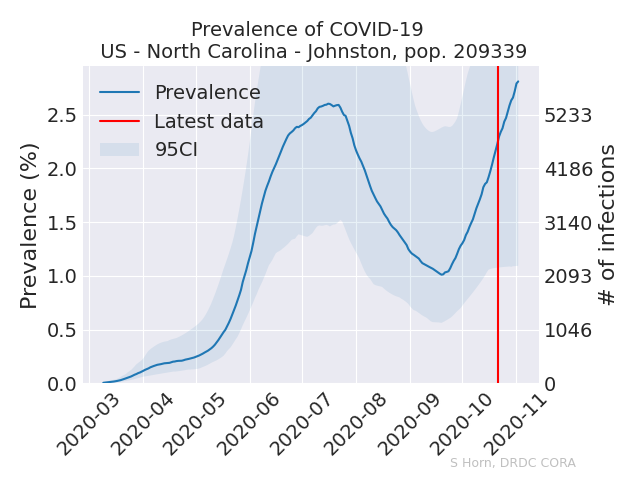 Prevalence of COVID-19
US - North Carolina - Johnston, pop. 209339
Prevalence
Latest data
95CI
Prevalence (%)
2.5
2.0
1.5
1.0
0.5
0.0
5233
4186
3140
2093
1046
0
# of infections
2020-03
2020-04
2020-05
2020-06
2020-07
2020-08
2020-09
2020-10
2020-11
S Horn, DRDC CORA